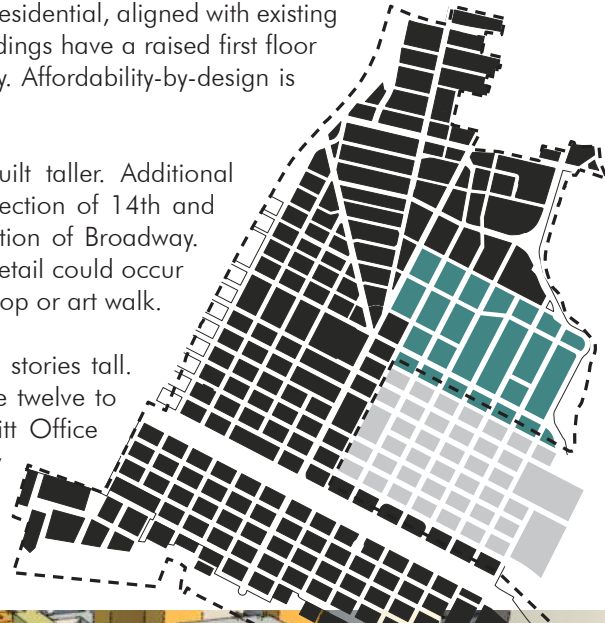 esidential, aligned with existing
dings have a raised first floor
y. Affordability-by-design is
uilt taller. Additional
ection of 14th and
tion of Broadway.
etail could occur
op or art walk.
stories tall.
e twelve to
itt Office